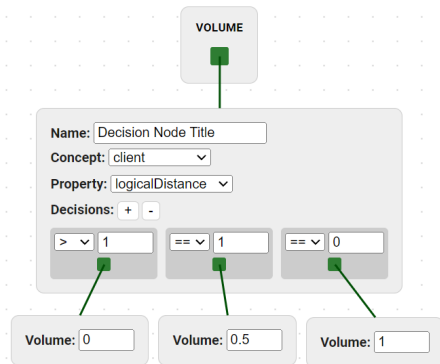 VOLUME
Name: Decision Node Title
Concept: client
Property: logicalDistance
Decisions: + -
> 1 == 1 == 0
Volume: 0 Volume: 0.5 Volume: 1